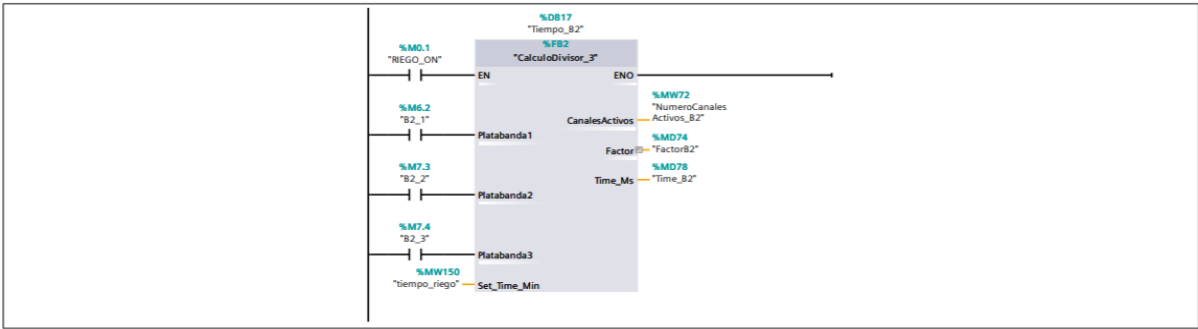 %DB17
"Tiempo_B2"
%M0.1
"RIEGO_ON"
%FB2
"CalculoDivisor_3"
EN
ENO
%M6.2
"B2_1"
Platabanda1
%MW72
"NumeroCanales
Activos_B2"
CanalesActivos
%MD74
"FactorB2"
Factor
%M7.3
"B2_2"
Platabanda2
%MD78
"Time_B2"
Time_Ms
%M7.4
"B2_3"
Platabanda3
%MW150
"tiempo_riego"
Set_Time_Min